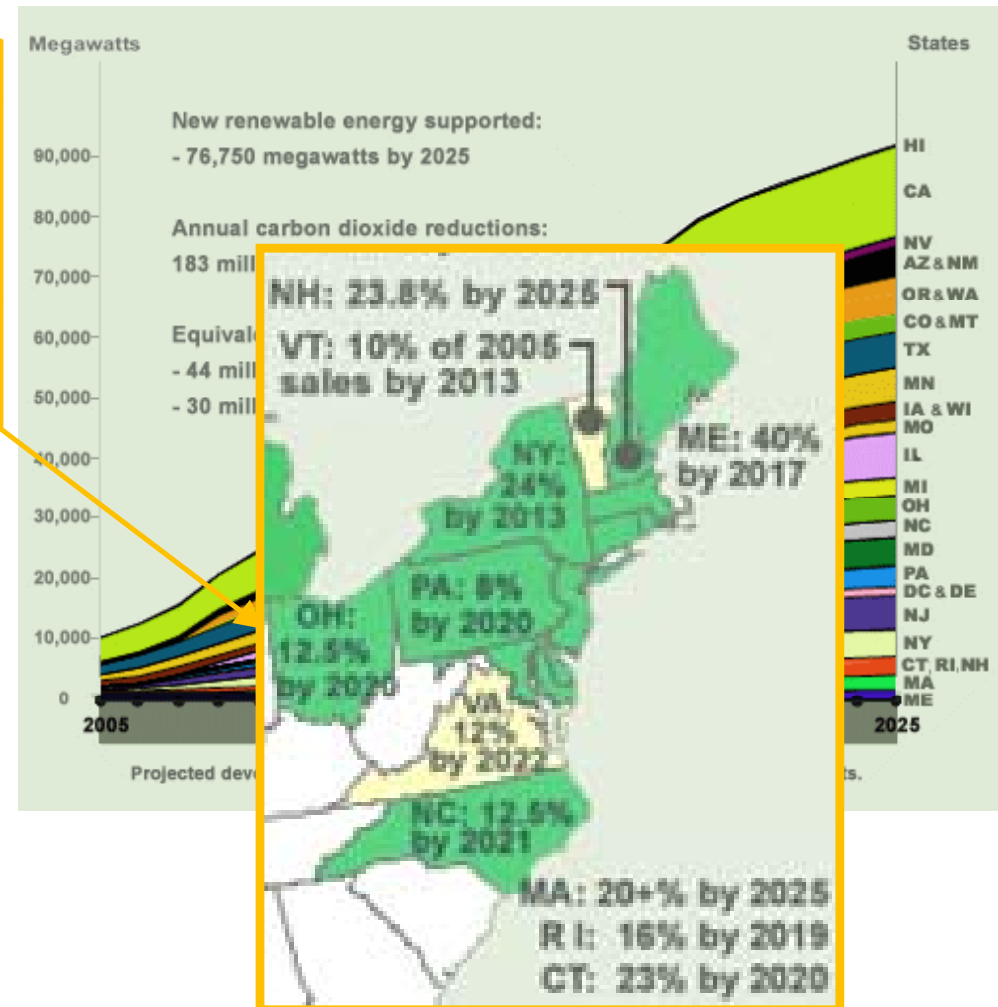 Megawatts
States
New renewable energy supported:
- 76,750 megawatts by 2025
Annual carbon dioxide reductions:
183 mill
Equivale
- 44 mill
- 30 mill
90,000
80,000
70,000
60,000
50,000
40,000
30,000
20,000
10,000
0
2005
2025
HI
CA
NV
AZ & NM
OR & WA
CO & MT
TX
MN
IA & WI
MO
IL
MI
OH
NC
MD
PA
DC & DE
NJ
NY
CT, RI, NH
MA
ME
Projected deve
ts.
NH: 23.8% by 2025
VT: 10% of 2005
sales by 2013
ME: 40%
by 2017
NY:
24%
by 2013
PA: 8%
by 2020
OH:
12.5%
by 2020
VA
12%
by 2022
NC: 12.5%
by 2021
MA: 20+% by 2025
R I: 16% by 2019
CT: 23% by 2020